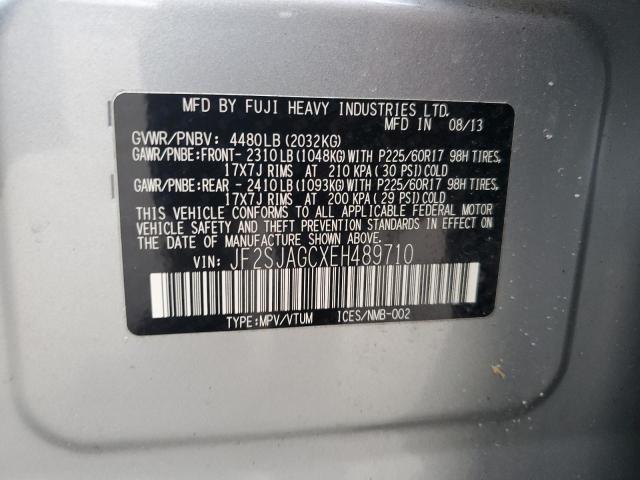 MFD BY FUJI HEAVY INDUSTRIES LTD.
MFD IN 08/13
GVWR/PNBV: 4480LB(2032KG)
GAWR/PNBE:FRONT- 2310LB(1048KG)WITH P225/60R17 98H TIRES,
17X7J RIMS AT 210 KPA(30 PSI)COLD
GAWR/PNBE:REAR - 2410LB(1093KG)WITH P225/60R17 98H TIRES,
17X7J RIMS AT 200 KPA(29 PSI)COLD
THIS VEHICLE CONFORMS TO ALL APPLICABLE FEDERAL MOTOR
VEHICLE SAFETY AND THEFT PREVENTION STANDARDS IN EFFECT ON
THE DATE OF MANUFACTURE SHOWN ABOVE.
VIN: JF2SJAGCXEH489710
TYPE:MPV/VTUM ICES/NMB-002